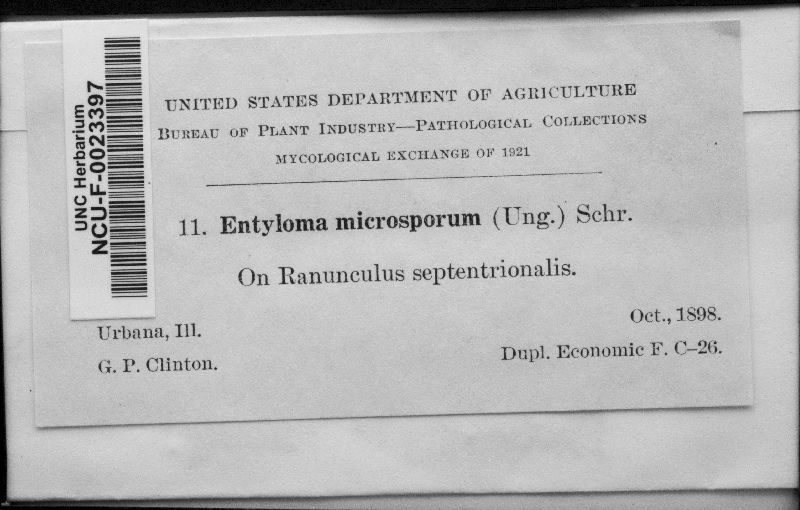 UNC Herbarium
NCU-F-0023397
UNITED STATES DEPARTMENT OF AGRICULTURE
BUREAU OF PLANT INDUSTRY—PATHOLOGICAL COLLECTIONS
MYCOLOGICAL EXCHANGE OF 1921
11. Entyloma microsporum (Ung.) Schr.
On Ranunculus septentrionalis.
Urbana, Ill.
Oct., 1898.
G. P. Clinton.
Dupl. Economic F. C–26.